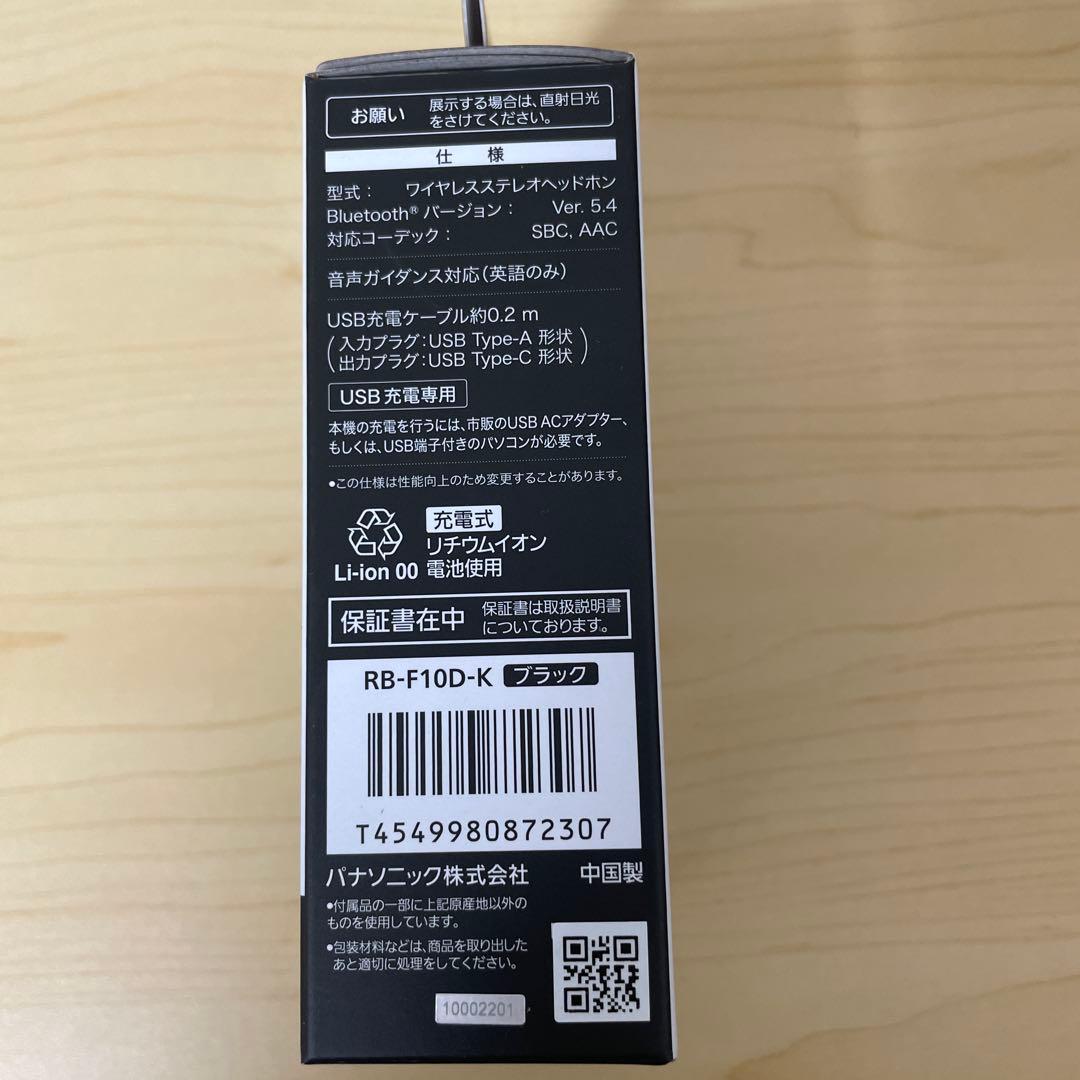 お願い
展示する場合は、直射日光
をさけてください。
仕　様
型式： ワイヤレスステレオヘッドホン
Bluetooth® バージョン： Ver. 5.4
対応コーデック： SBC, AAC
音声ガイダンス対応（英語のみ）
USB充電ケーブル約0.2 m
（入力プラグ：USB Type-A 形状
出力プラグ：USB Type-C 形状）
USB 充電専用
本機の充電を行うには、市販のUSB ACアダプター、
もしくは、USB端子付きのパソコンが必要です。
●この仕様は性能向上のため変更することがあります。
充電式
リチウムイオン
電池使用
Li-ion 00
保証書在中
保証書は取扱説明書
についております。
RB-F10D-K ブラック
T4549980872307
パナソニック株式会社 中国製
●付属品の一部に上記原産地以外の
ものを使用しています。
●包装材料などは、商品を取り出した
あと適切に処理をしてください。
10002201